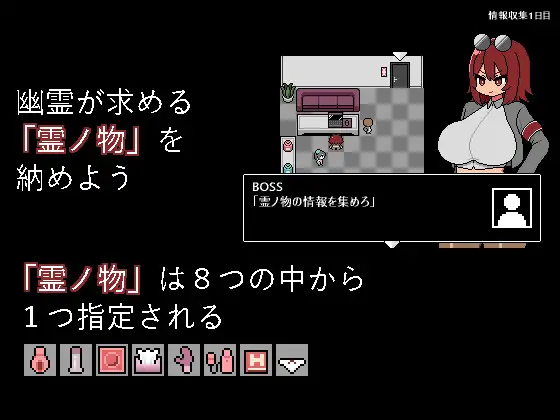 情報収集1日目
幽霊が求める
「霊ノ物」を
納めよう
BOSS
「霊ノ物の情報を集めろ」
「霊ノ物」は８つの中から
１つ指定される
H